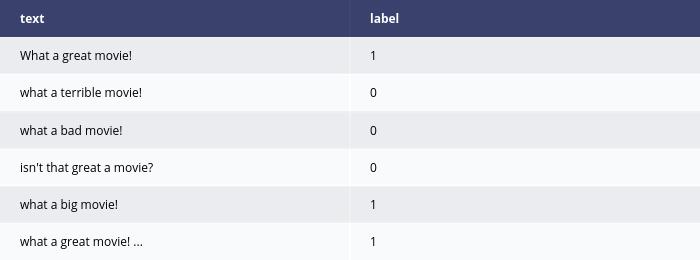 text label
What a great movie! 1
what a terrible movie! 0
what a bad movie! 0
isn't that great a movie? 0
what a big movie! 1
what a great movie! ... 1